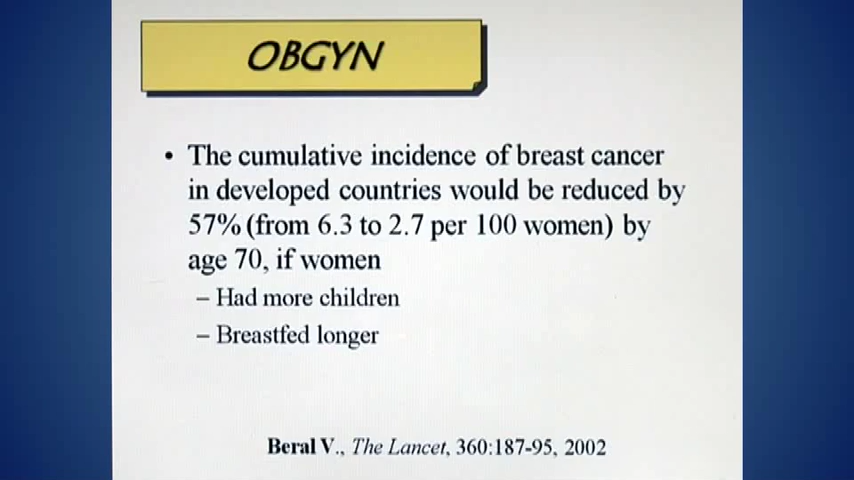 OBGYN
• The cumulative incidence of breast cancer
in developed countries would be reduced by
57% (from 6.3 to 2.7 per 100 women) by
age 70, if women
– Had more children
– Breastfed longer
Beral V., The Lancet, 360:187-95, 2002